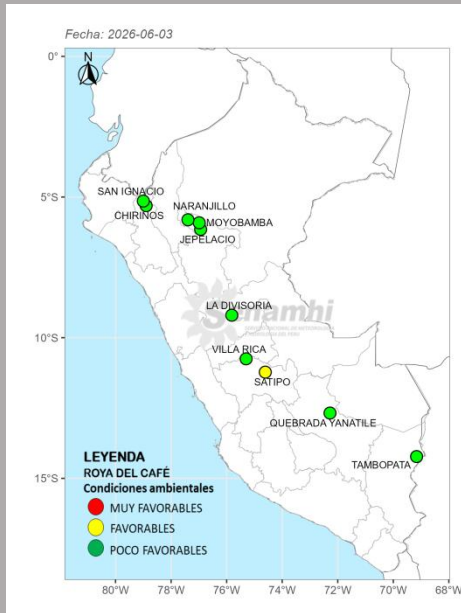 Fecha: 2026-06-03
0°
N
SAN IGNACIO
5°S
CHIRINOS
NARANJILLO
MOYOBAMBA
JEPELACIO
LA DIVISORIA
Senamhi
10°S
VILLA RICA
SATIPO
QUEBRADA YANATILE
TAMBOPATA
LEYENDA
ROYA DEL CAFÉ
Condiciones ambientales
15°S
MUY FAVORABLES
FAVORABLES
POCO FAVORABLES
80°W 78°W 76°W 74°W 72°W 70°W 68°W